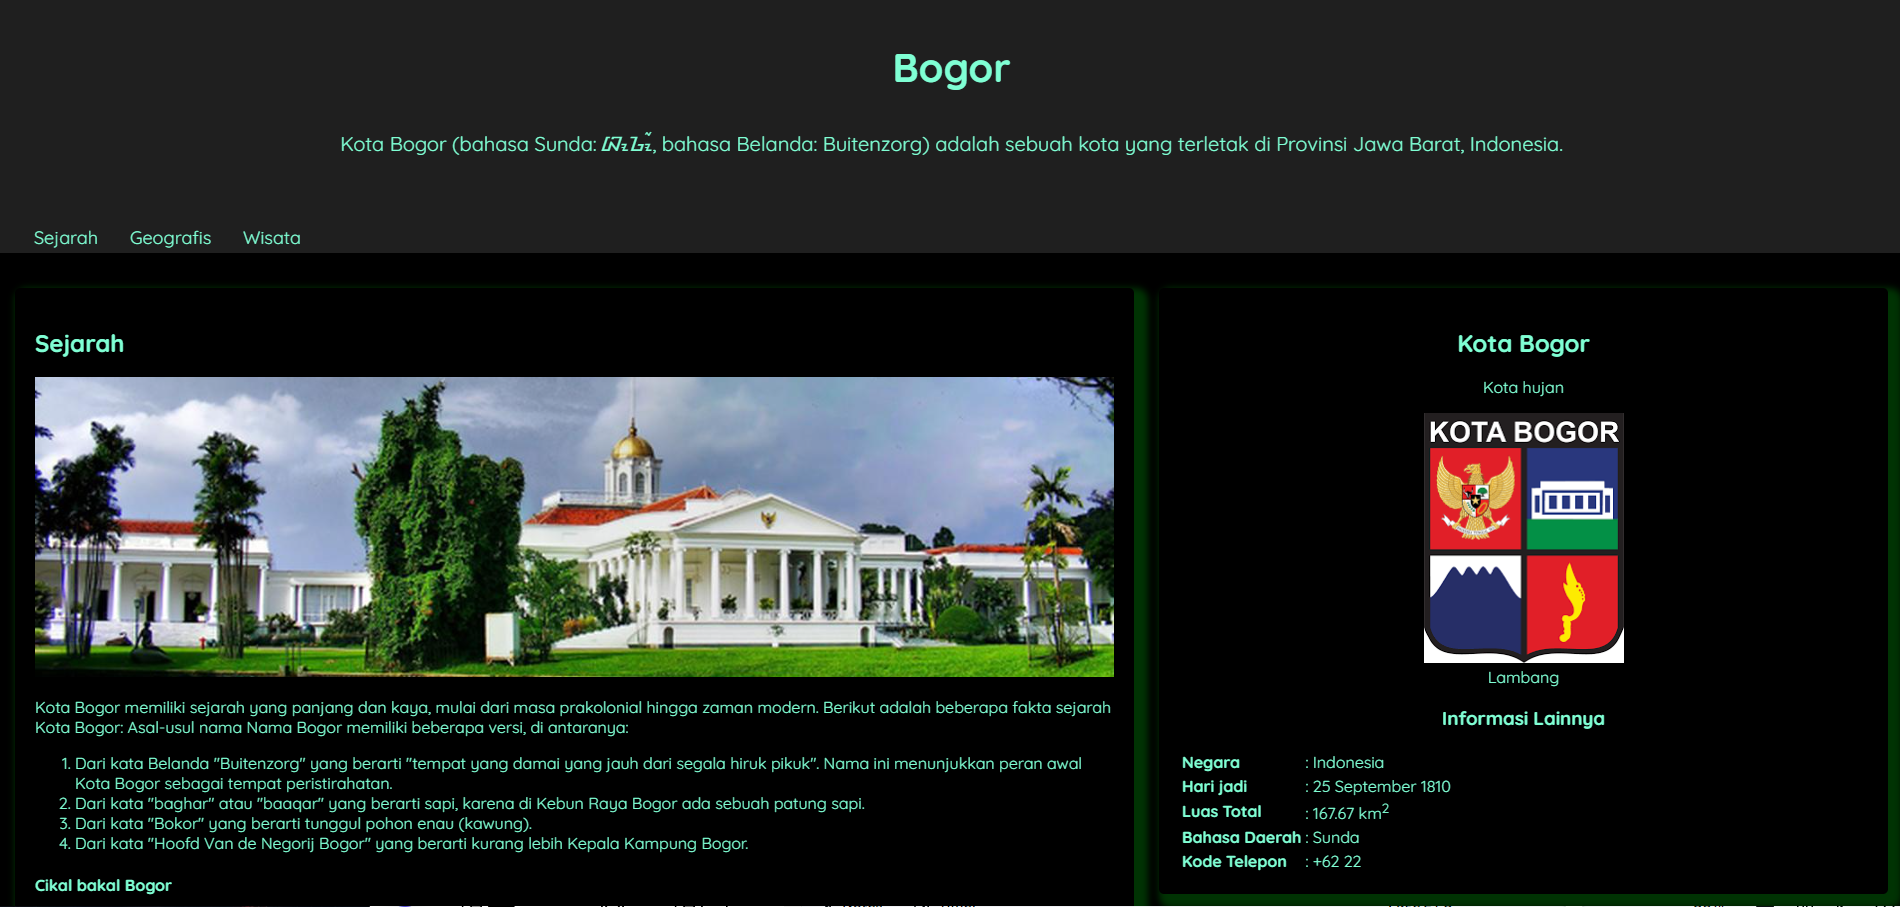 Bogor
Kota Bogor (bahasa Sunda: ᮘᮧᮌᮧᮁ, bahasa Belanda: Buitenzorg) adalah sebuah kota yang terletak di Provinsi Jawa Barat, Indonesia.
Sejarah Geografis Wisata
Sejarah
Kota Bogor memiliki sejarah yang panjang dan kaya, mulai dari masa prakolonial hingga zaman modern. Berikut adalah beberapa fakta sejarah
Kota Bogor: Asal-usul nama Nama Bogor memiliki beberapa versi, di antaranya:
1. Dari kata Belanda "Buitenzorg" yang berarti "tempat yang damai yang jauh dari segala hiruk pikuk". Nama ini menunjukkan peran awal
Kota Bogor sebagai tempat peristirahatan.
2. Dari kata "baghar" atau "baaqar" yang berarti sapi, karena di Kebun Raya Bogor ada sebuah patung sapi.
3. Dari kata "Bokor" yang berarti tunggul pohon enau (kawung).
4. Dari kata "Hoofd Van de Negorij Bogor" yang berarti kurang lebih Kepala Kampung Bogor.
Cikal bakal Bogor
Kota Bogor
Kota hujan
KOTA BOGOR
Lambang
Informasi Lainnya
Negara : Indonesia
Hari jadi : 25 September 1810
Luas Total : 167.67 km²
Bahasa Daerah : Sunda
Kode Telepon : +62 22